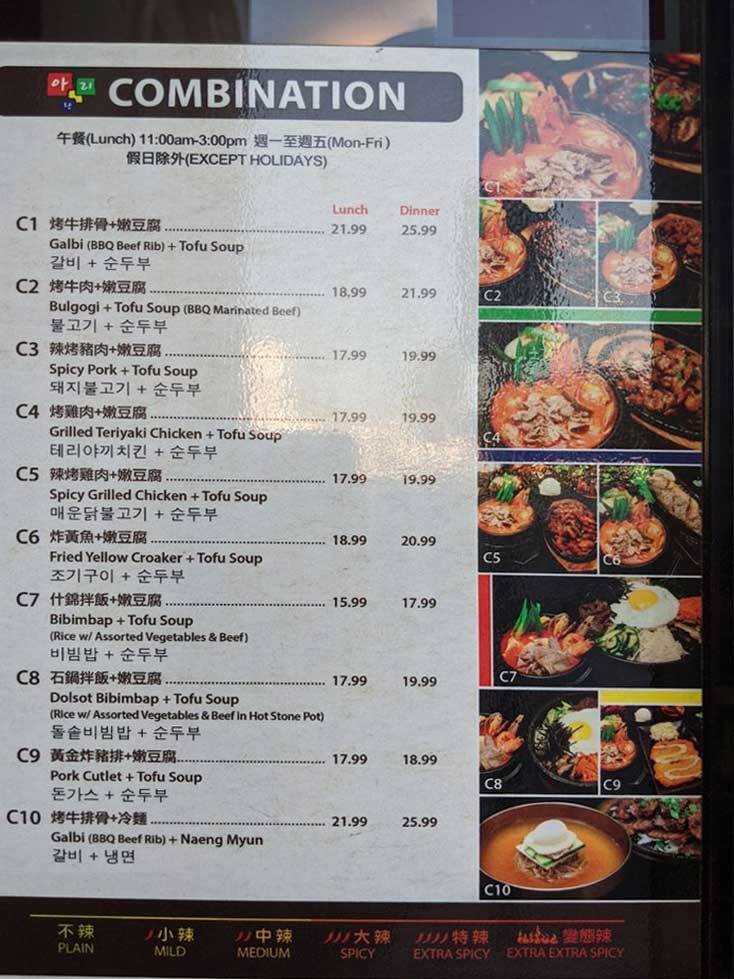 아리랑
COMBINATION
午餐(Lunch) 11:00am-3:00pm 週一至週五(Mon-Fri)
假日除外(EXCEPT HOLIDAYS)
Lunch Dinner
C1 烤牛排骨+嫩豆腐 21.99 25.99
Galbi (BBQ Beef Rib) + Tofu Soup
갈비 + 순두부
C2 烤牛肉+嫩豆腐 18.99 21.99
Bulgogi + Tofu Soup (BBQ Marinated Beef)
불고기 + 순두부
C3 辣烤豬肉+嫩豆腐 17.99 19.99
Spicy Pork + Tofu Soup
돼지불고기 + 순두부
C4 烤雞肉+嫩豆腐 17.99 19.99
Grilled Teriyaki Chicken + Tofu Soup
테리야끼치킨 + 순두부
C5 辣烤雞肉+嫩豆腐 17.99 19.99
Spicy Grilled Chicken + Tofu Soup
매운닭불고기 + 순두부
C6 炸黃魚+嫩豆腐 18.99 20.99
Fried Yellow Croaker + Tofu Soup
조기구이 + 순두부
C7 什錦拌飯+嫩豆腐 15.99 17.99
Bibimbap + Tofu Soup
(Rice w/ Assorted Vegetables & Beef)
비빔밥 + 순두부
C8 石鍋拌飯+嫩豆腐 17.99 19.99
Dolsot Bibimbap + Tofu Soup
(Rice w/ Assorted Vegetables & Beef in Hot Stone Pot)
돌솥비빔밥 + 순두부
C9 黃金炸豬排+嫩豆腐 17.99 18.99
Pork Cutlet + Tofu Soup
돈가스 + 순두부
C10 烤牛排骨+冷麵 21.99 25.99
Galbi (BBQ Beef Rib) + Naeng Myun
갈비 + 냉면
C1
C2 C3
C4
C5 C6
C7
C8 C9
C10
不辣 小辣 中辣 大辣 特辣 變態辣
PLAIN MILD MEDIUM SPICY EXTRA SPICY EXTRA EXTRA SPICY